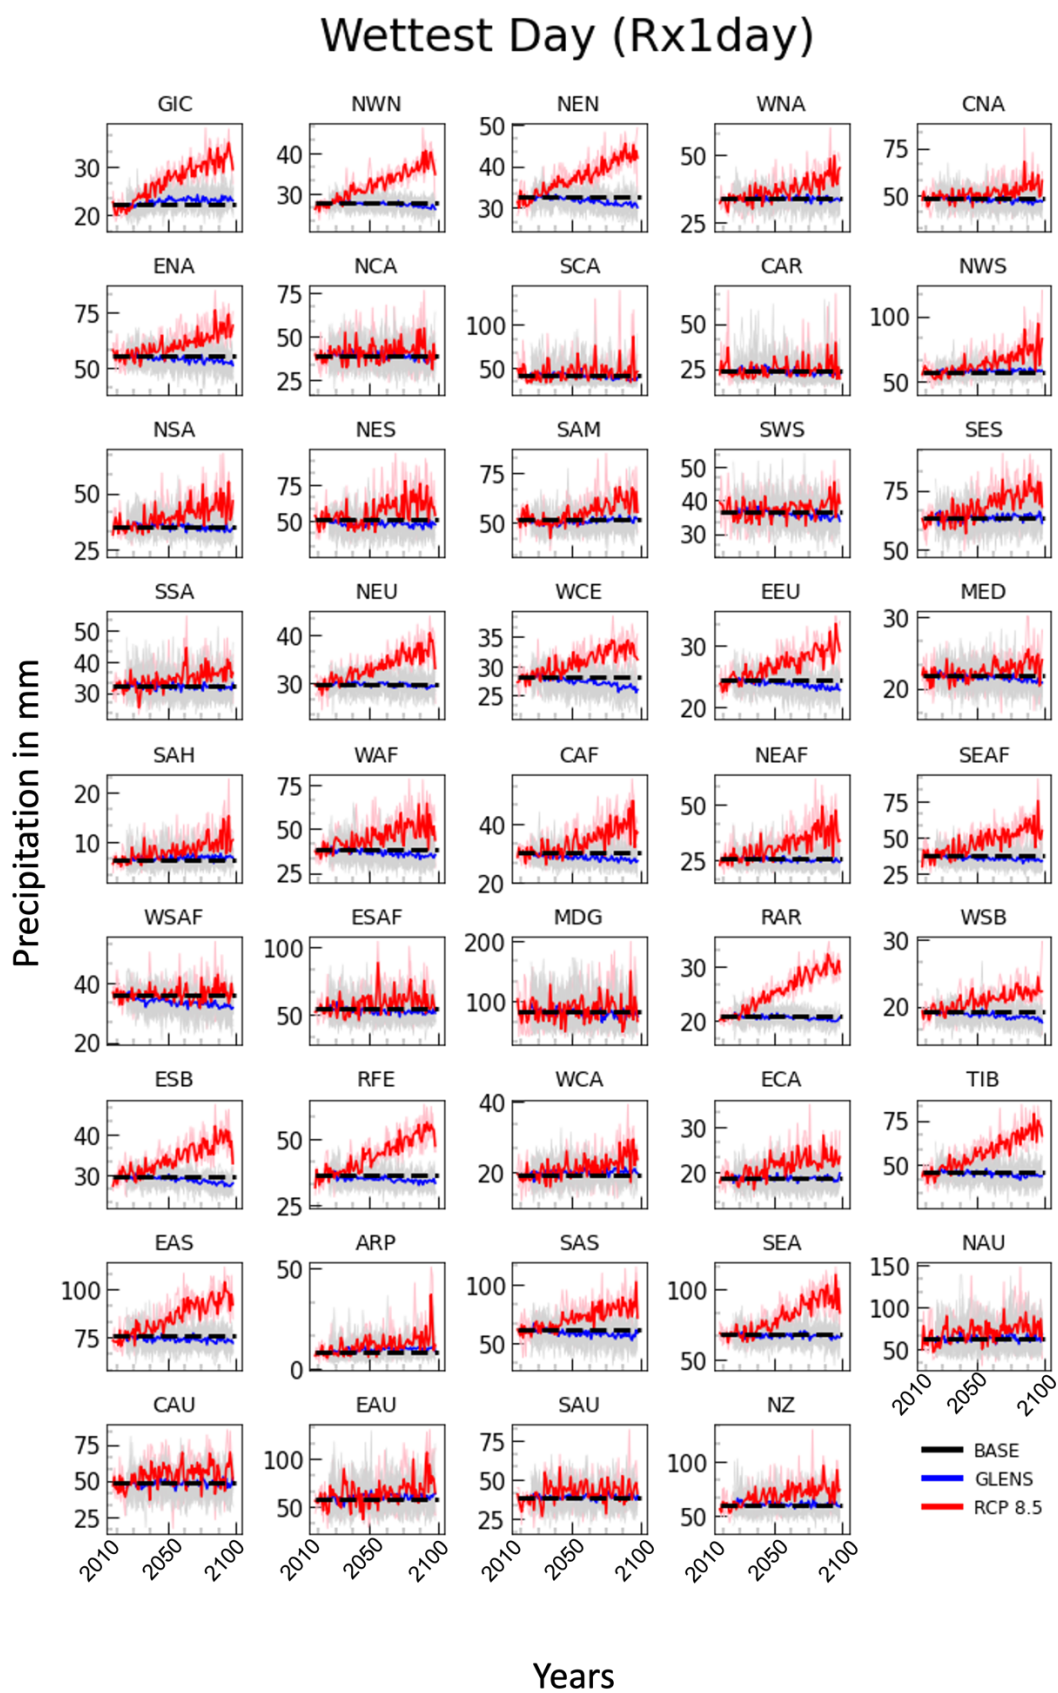 Wettest Day (Rx1day)
GIC NWN NEN WNA CNA
30 20
40 30
50 40 30
50 25
75 50
ENA NCA SCA CAR NWS
75 50
75 50 25
100 50
50 25
100 50
NSA NES SAM SWS SES
50 25
75 50
75 50
50 40 30
75 50
SSA NEU WCE EEU MED
50 40 30
40 30
35 30 25
30 20
30 20
SAH WAF CAF NEAF SEAF
20 10
75 50 25
40 20
50 25
75 50 25
WSAF ESAF MDG RAR WSB
40 20
100 50
200 100
30 20
30 20
ESB RFE WCA ECA TIB
40 30
50 25
40 20
30 20
75 50
EAS ARP SAS SEA NAU
100 75
50 0
100 50
100 50
150 100 50
2010 2050 2100
CAU EAU SAU NZ
75 50 25
100 50
75 50 25
100 50
2010 2050 2100
2010 2050 2100
2010 2050 2100
2010 2050 2100
BASE
GLENS
RCP 8.5
Precipitation in mm
Years